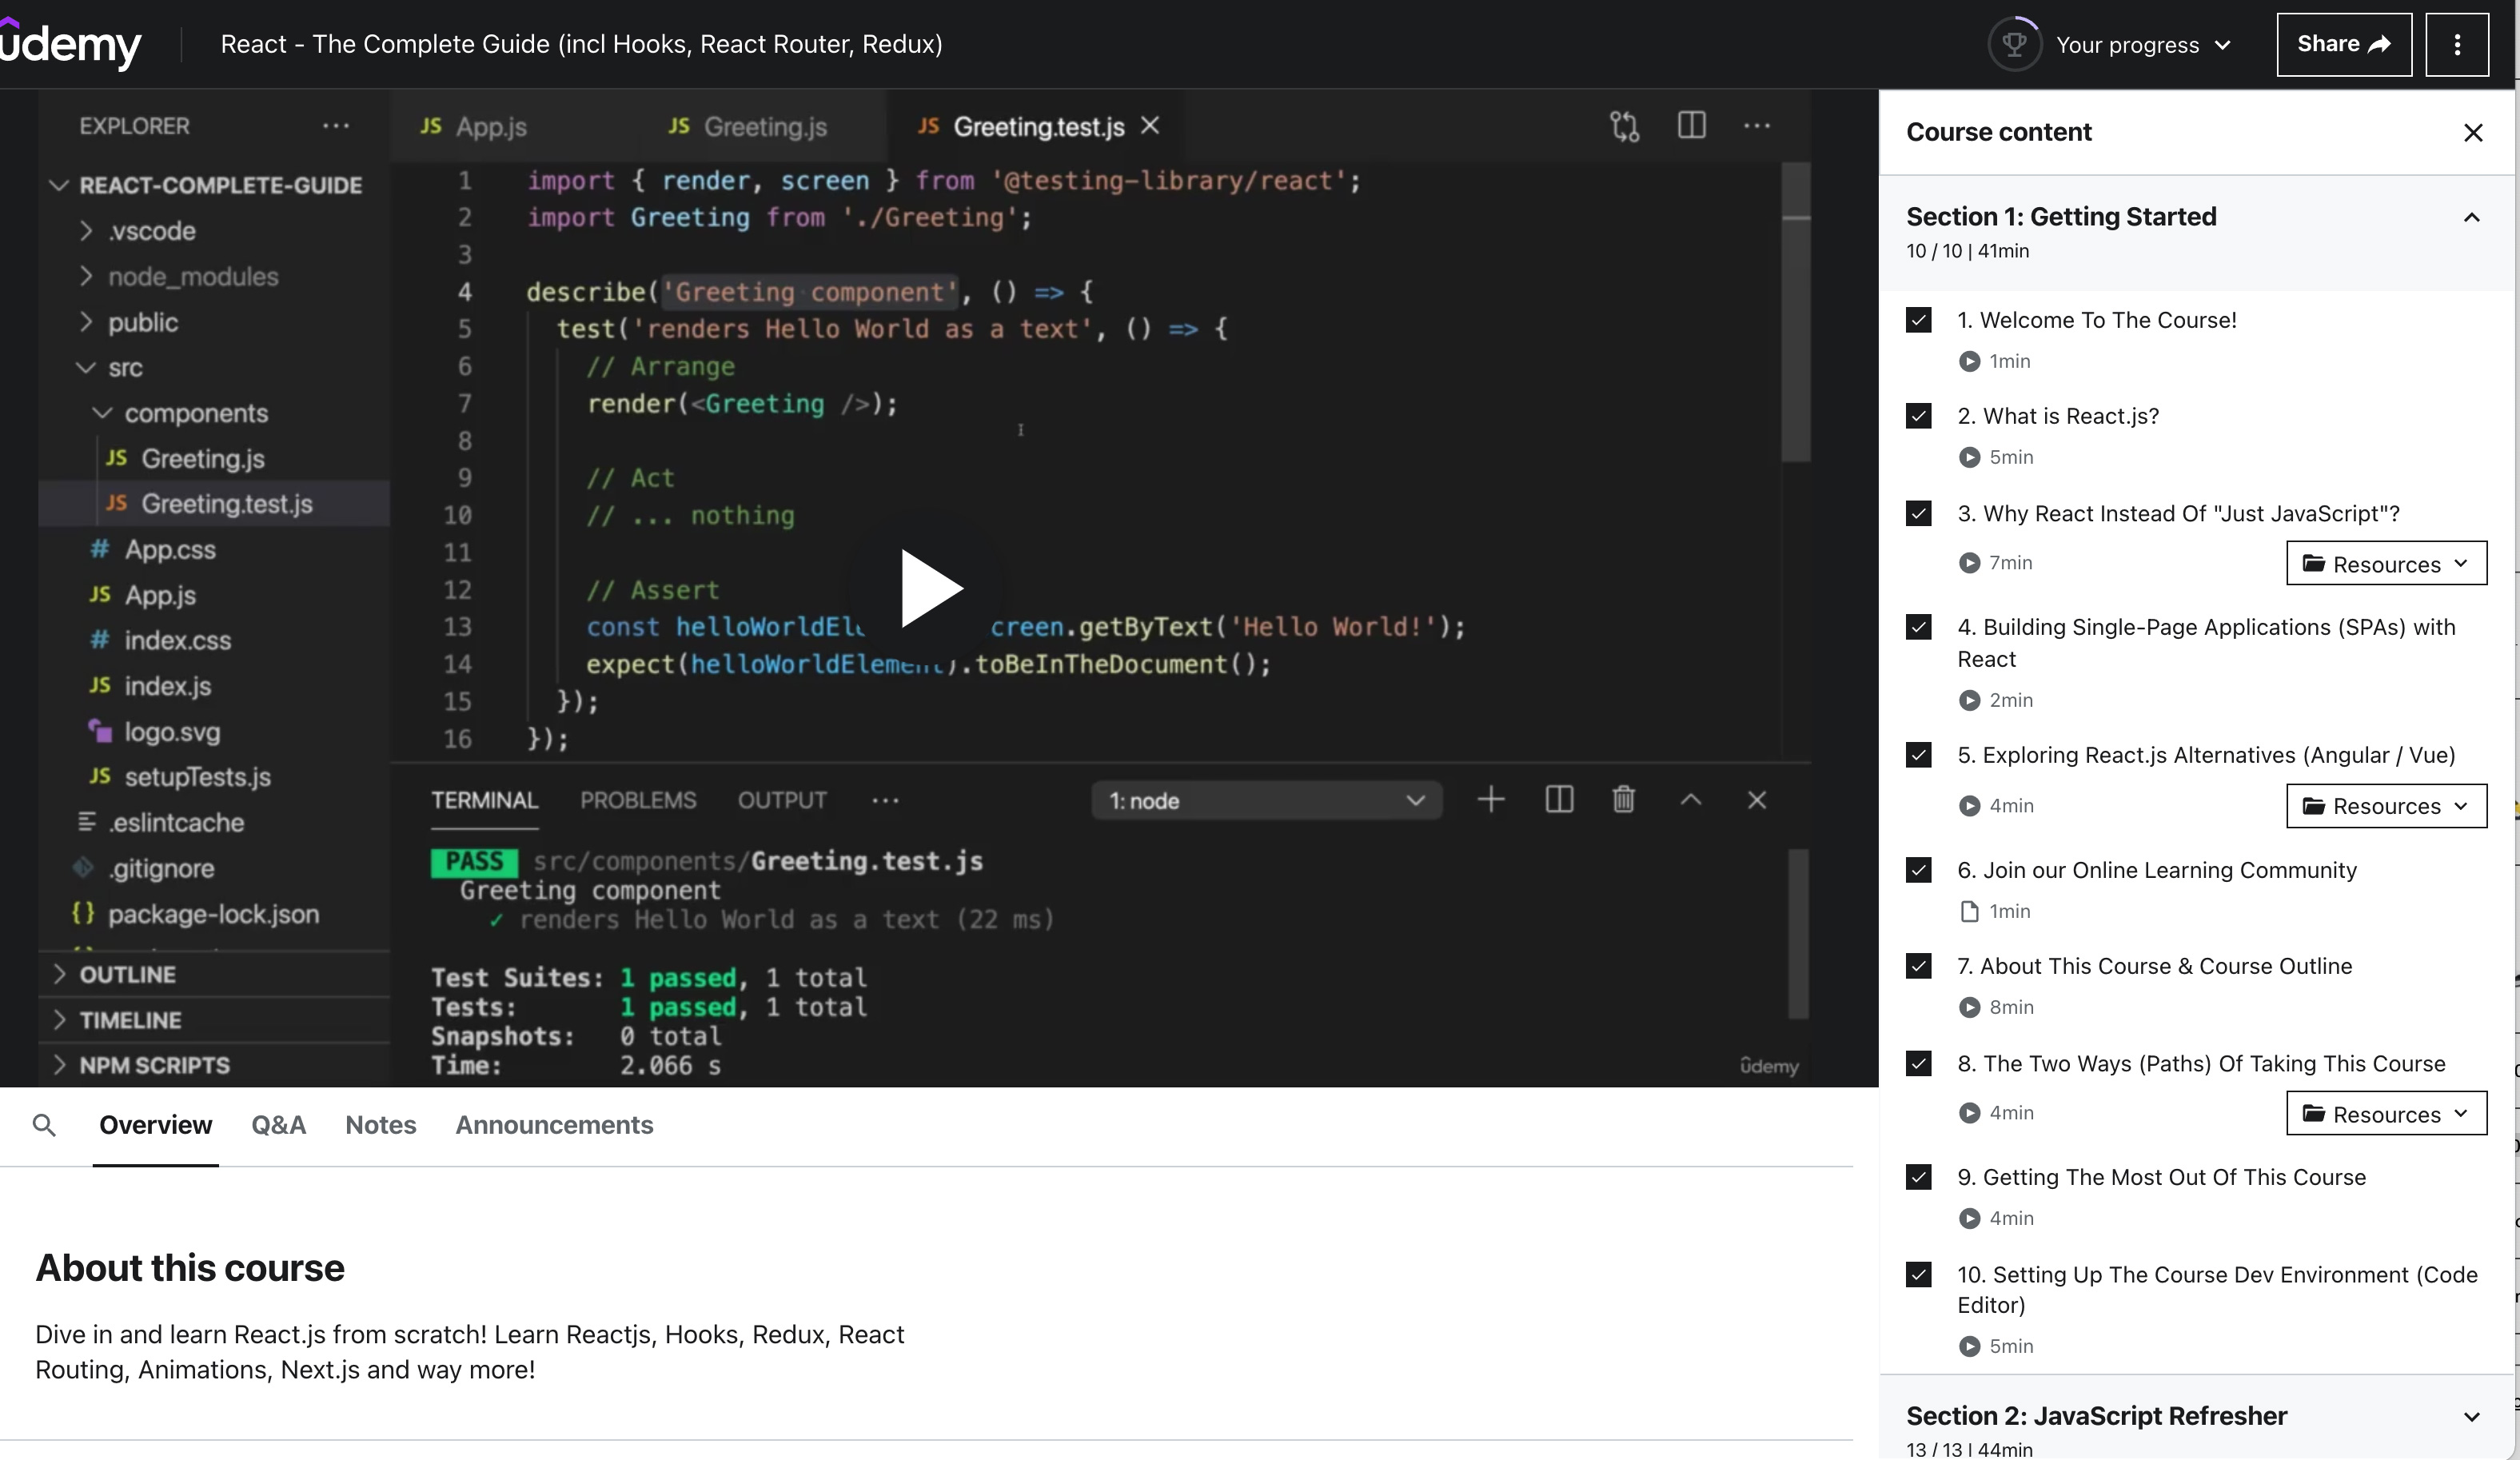 ûdemy
React - The Complete Guide (incl Hooks, React Router, Redux)
Your progress
Share
EXPLORER
REACT-COMPLETE-GUIDE
.vscode
node_modules
public
src
components
JS Greeting.js
JS Greeting.test.js
# App.css
JS App.js
# index.css
JS index.js
logo.svg
JS setupTests.js
.eslintcache
.gitignore
{} package-lock.json
OUTLINE
TIMELINE
NPM SCRIPTS
JS App.js
JS Greeting.js
JS Greeting.test.js
1 import { render, screen } from '@testing-library/react';
2 import Greeting from './Greeting';
3
4 describe('Greeting component', () => {
5 test('renders Hello World as a text', () => {
6 // Arrange
7 render(<Greeting />);
8
9 // Act
10 // ... nothing
11
12 // Assert
13 const helloWorldEl creen.getByText('Hello World!');
14 expect(helloWorldElement).toBeInTheDocument();
15 });
16 });
TERMINAL PROBLEMS OUTPUT ...
1: node
PASS src/components/Greeting.test.js
Greeting component
✓ renders Hello World as a text (22 ms)
Test Suites: 1 passed, 1 total
Tests: 1 passed, 1 total
Snapshots: 0 total
Time: 2.066 s
ûdemy
Overview Q&A Notes Announcements
About this course
Dive in and learn React.js from scratch! Learn Reactjs, Hooks, Redux, React
Routing, Animations, Next.js and way more!
Course content
Section 1: Getting Started
10 / 10 | 41min
1. Welcome To The Course!
1min
2. What is React.js?
5min
3. Why React Instead Of "Just JavaScript"?
7min
Resources
4. Building Single-Page Applications (SPAs) with
React
2min
5. Exploring React.js Alternatives (Angular / Vue)
4min
Resources
6. Join our Online Learning Community
1min
7. About This Course & Course Outline
8min
8. The Two Ways (Paths) Of Taking This Course
4min
Resources
9. Getting The Most Out Of This Course
4min
10. Setting Up The Course Dev Environment (Code
Editor)
5min
Section 2: JavaScript Refresher
13 / 13 | 44min